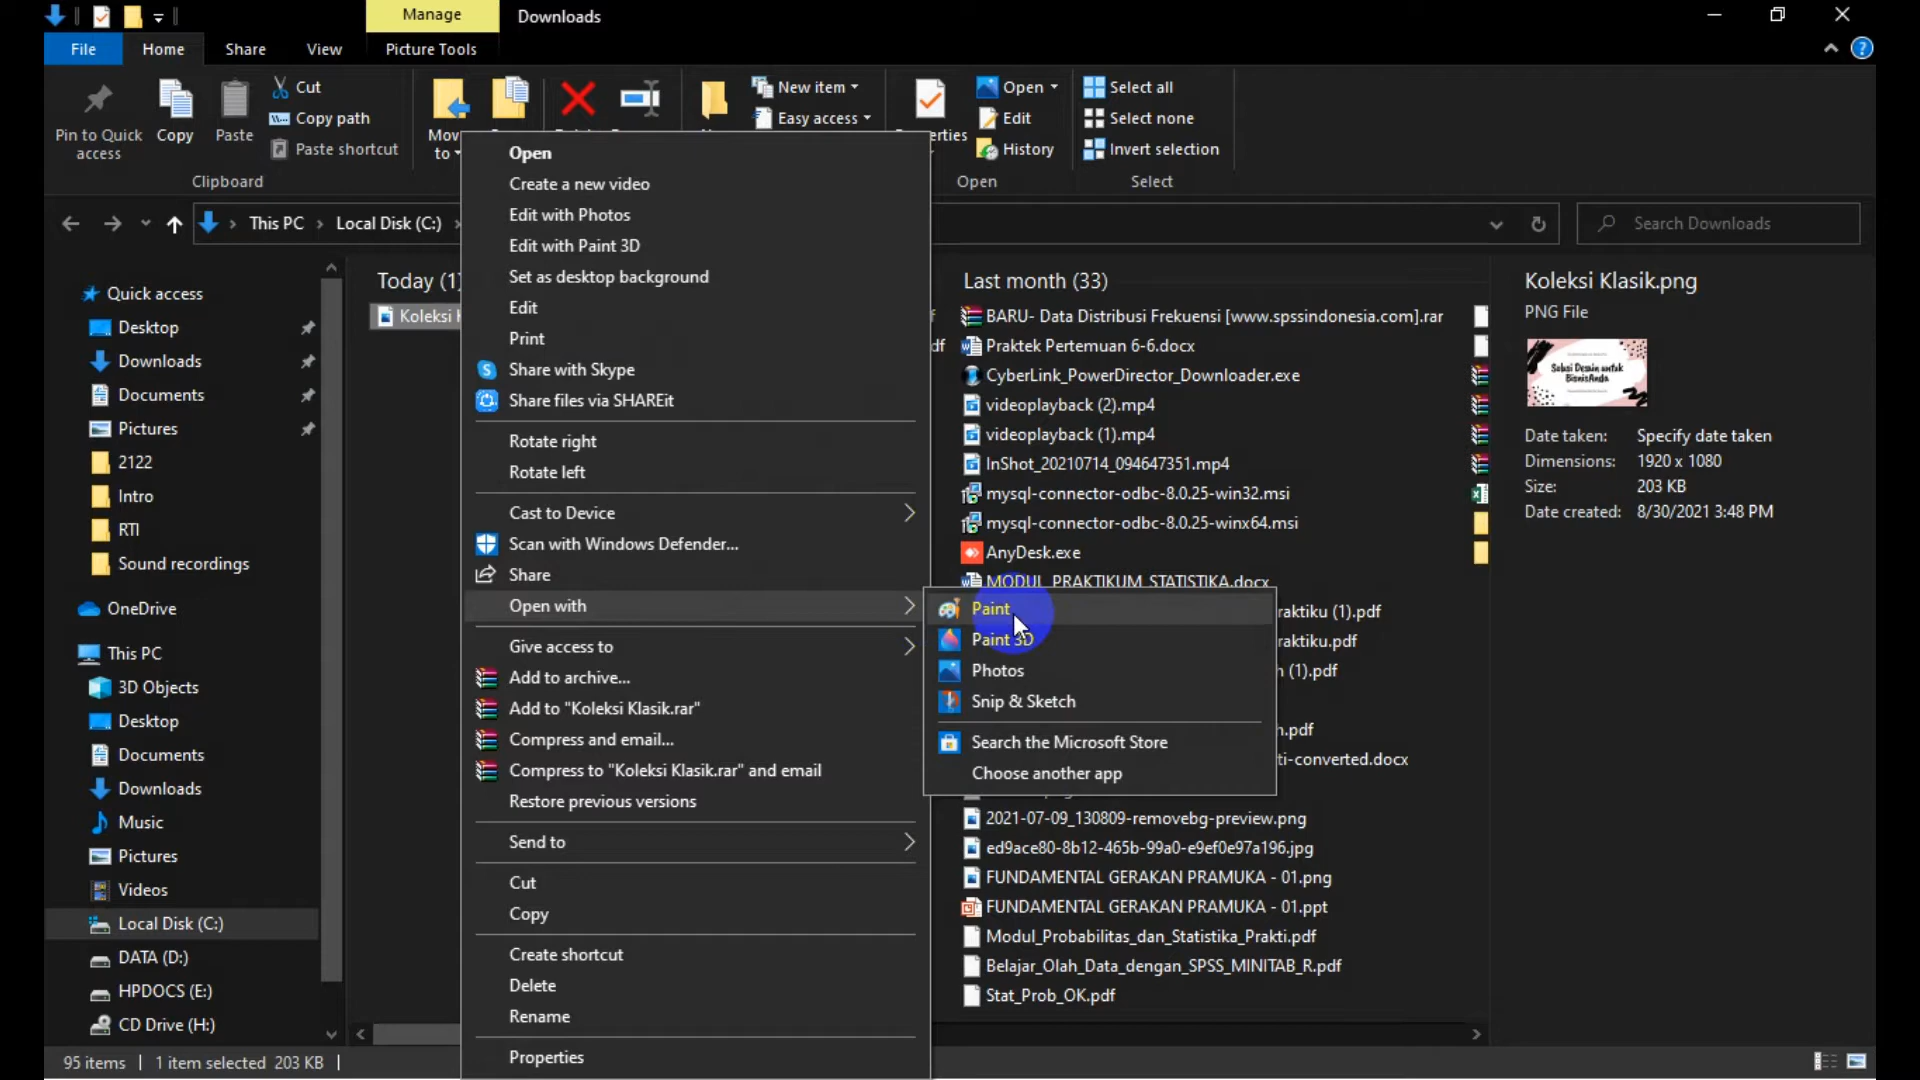 Manage
Downloads
File
Home
Share
View
Picture Tools
Pin to Quick access
Copy
Paste
Cut
Copy path
Paste shortcut
Clipboard
to
New item
Easy access
Open
Edit
History
Open
Select all
Select none
Invert selection
Select
This PC
Local Disk (C:)
Search Downloads
Quick access
Desktop
Downloads
Documents
Pictures
2122
Intro
RTI
Sound recordings
OneDrive
This PC
3D Objects
Desktop
Documents
Downloads
Music
Pictures
Videos
Local Disk (C:)
DATA (D:)
HPDOCS (E:)
CD Drive (H:)
95 items
1 item selected 203 KB
Today (1)
Koleksi
Open
Create a new video
Edit with Photos
Edit with Paint 3D
Set as desktop background
Edit
Print
Share with Skype
Share files via SHAREit
Rotate right
Rotate left
Cast to Device
Scan with Windows Defender...
Share
Open with
Give access to
Add to archive...
Add to "Koleksi Klasik.rar"
Compress and email...
Compress to "Koleksi Klasik.rar" and email
Restore previous versions
Send to
Cut
Copy
Create shortcut
Delete
Rename
Properties
Paint
Paint 3D
Photos
Snip & Sketch
Search the Microsoft Store
Choose another app
Last month (33)
BARU- Data Distribusi Frekuensi [www.spssindonesia.com].rar
Praktek Pertemuan 6-6.docx
CyberLink_PowerDirector_Downloader.exe
videoplayback (2).mp4
videoplayback (1).mp4
InShot_20210714_094647351.mp4
mysql-connector-odbc-8.0.25-win32.msi
mysql-connector-odbc-8.0.25-winx64.msi
AnyDesk.exe
MODUL PRAKTIKUM STATISTIKA.docx
raktiku (1).pdf
raktiku.pdf
(1).pdf
n.pdf
ti-converted.docx
2021-07-09_130809-removebg-preview.png
ed9ace80-8b12-465b-99a0-e9ef0e97a196.jpg
FUNDAMENTAL GERAKAN PRAMUKA - 01.png
FUNDAMENTAL GERAKAN PRAMUKA - 01.ppt
Modul_Probabilitas_dan_Statistika_Prakti.pdf
Belajar_Olah_Data_dengan_SPSS_MINITAB_R.pdf
Stat_Prob_OK.pdf
Koleksi Klasik.png
PNG File
Solusi Desain untuk
BisnisAnda
Date taken: Specify date taken
Dimensions: 1920 x 1080
Size: 203 KB
Date created: 8/30/2021 3:48 PM